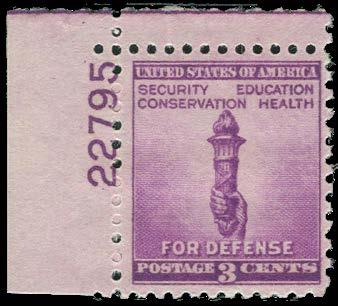 22795
UNITED STATES OF AMERICA
SECURITY EDUCATION
CONSERVATION HEALTH
FOR DEFENSE
POSTAGE 3 CENTS